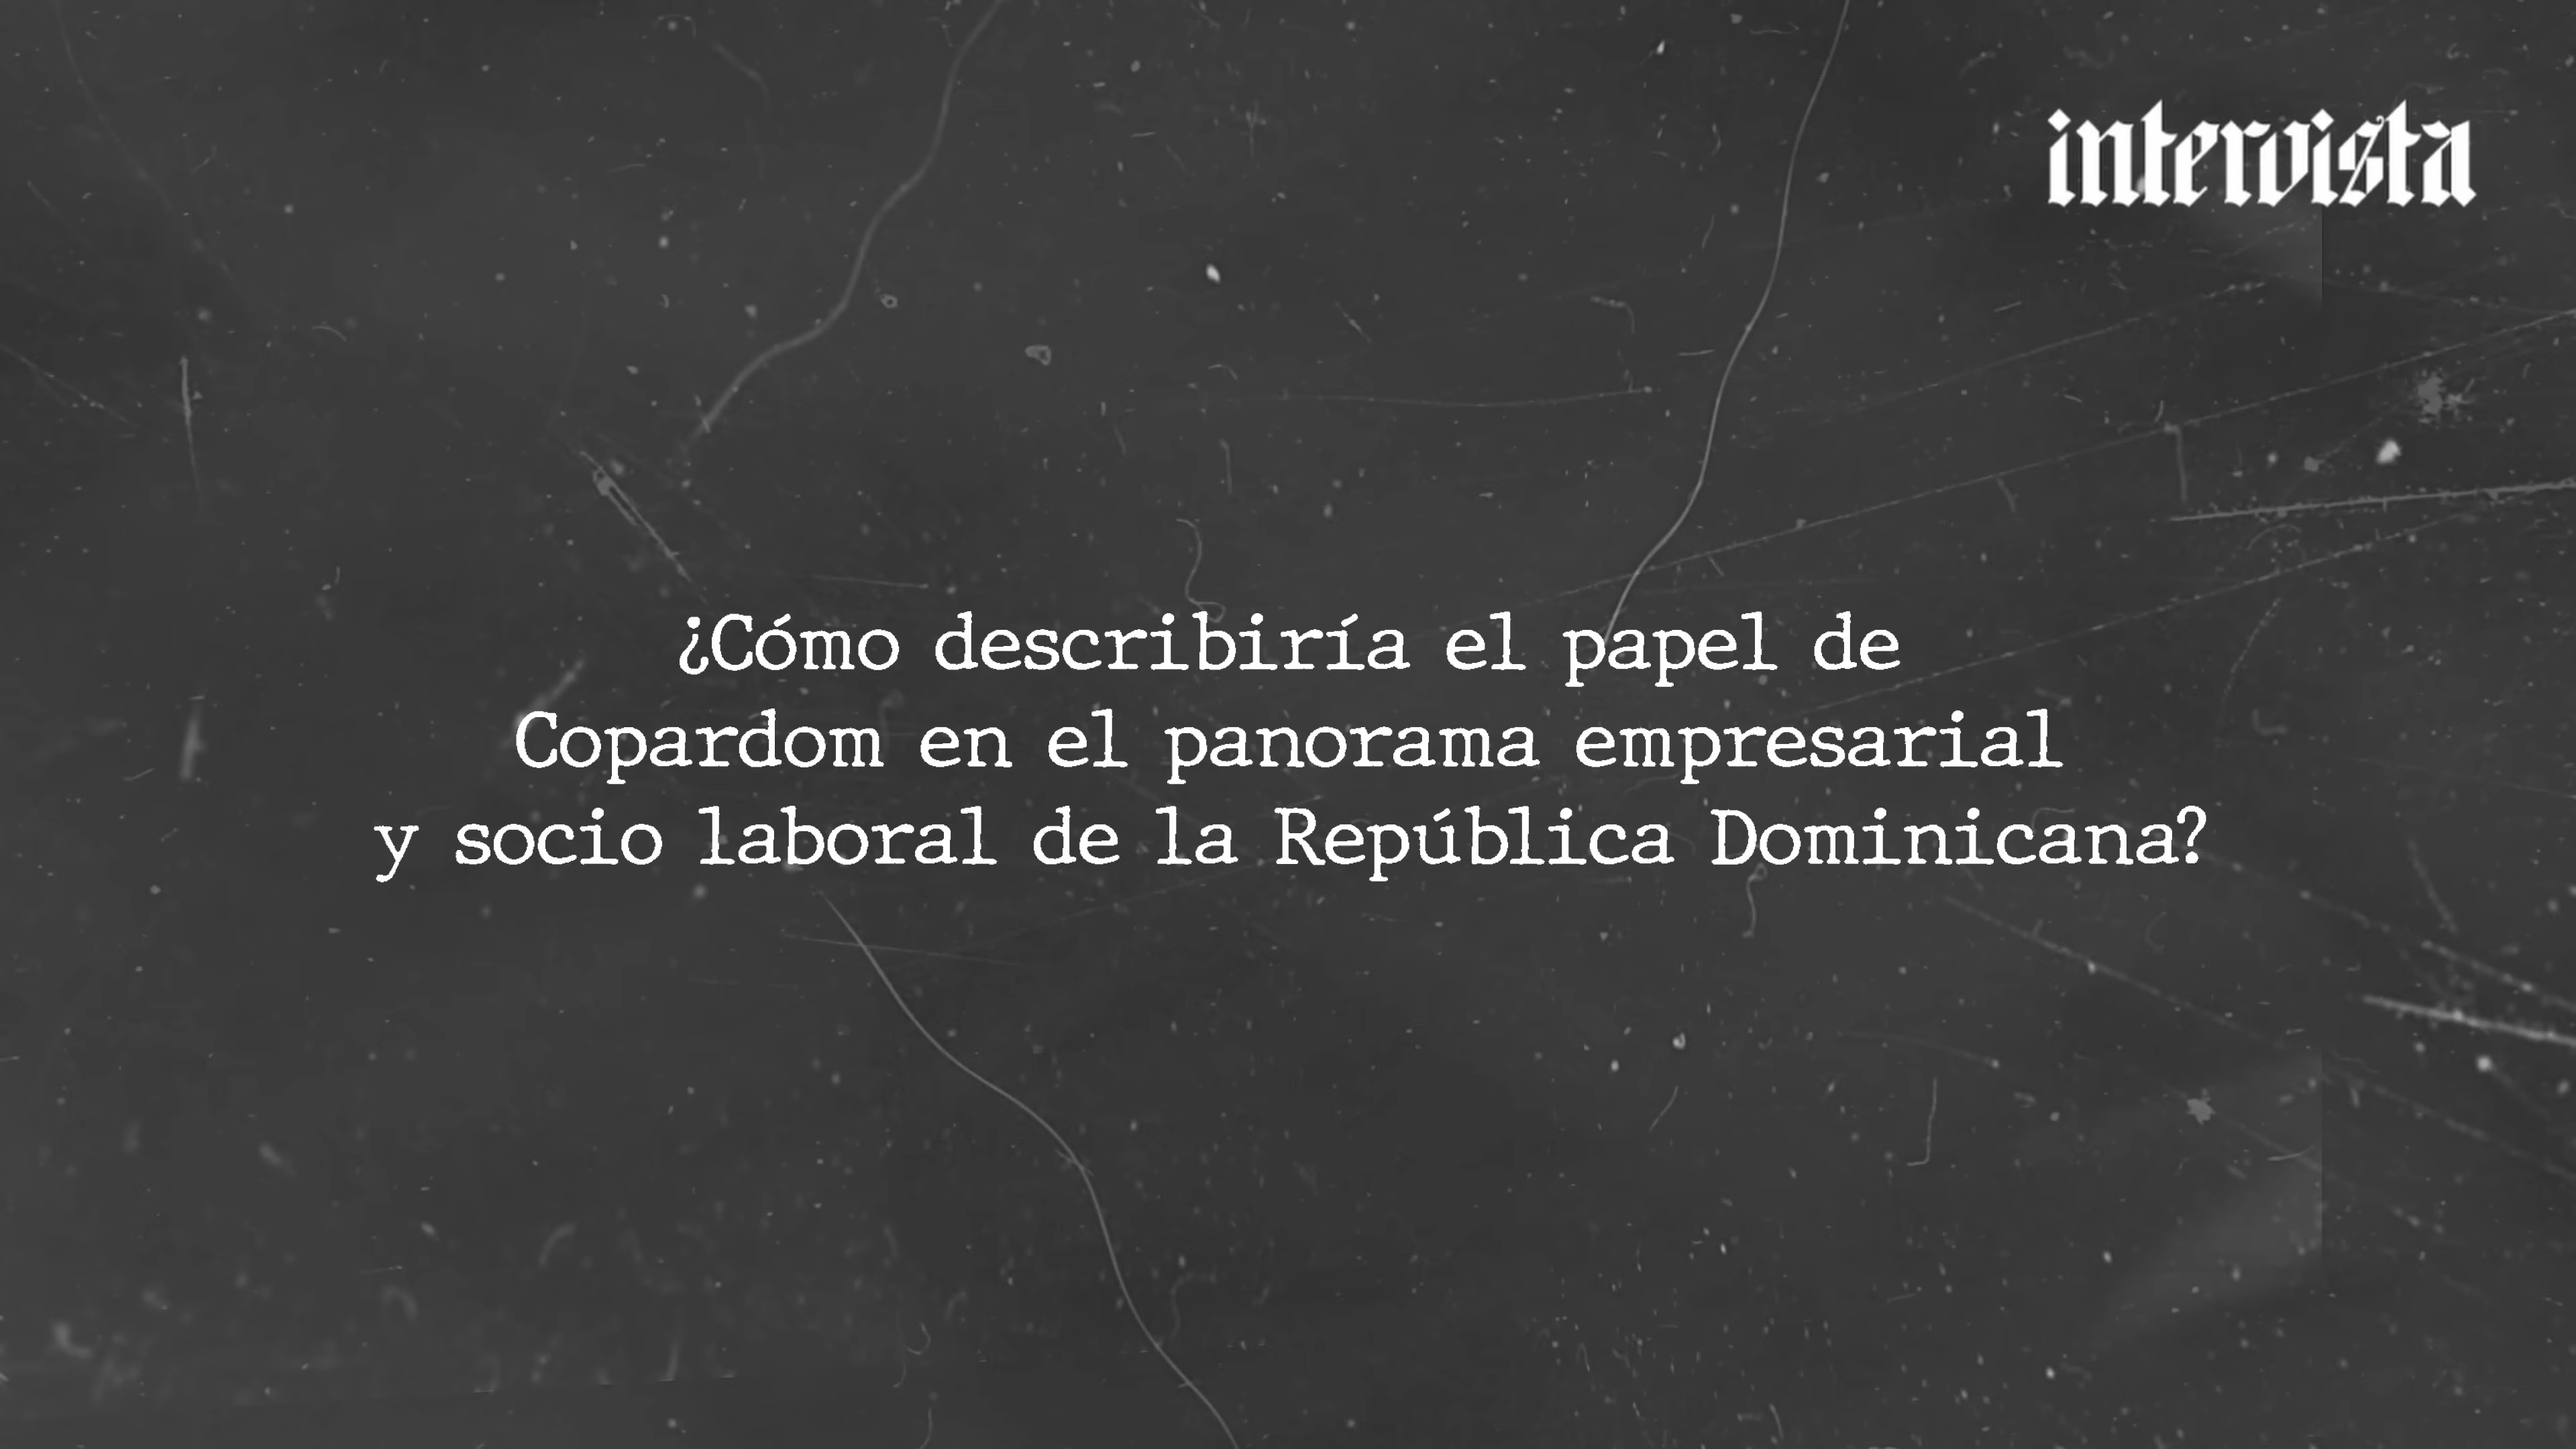 intervista
¿Cómo describiría el papel de
Copardom en el panorama empresarial
y socio laboral de la República Dominicana?